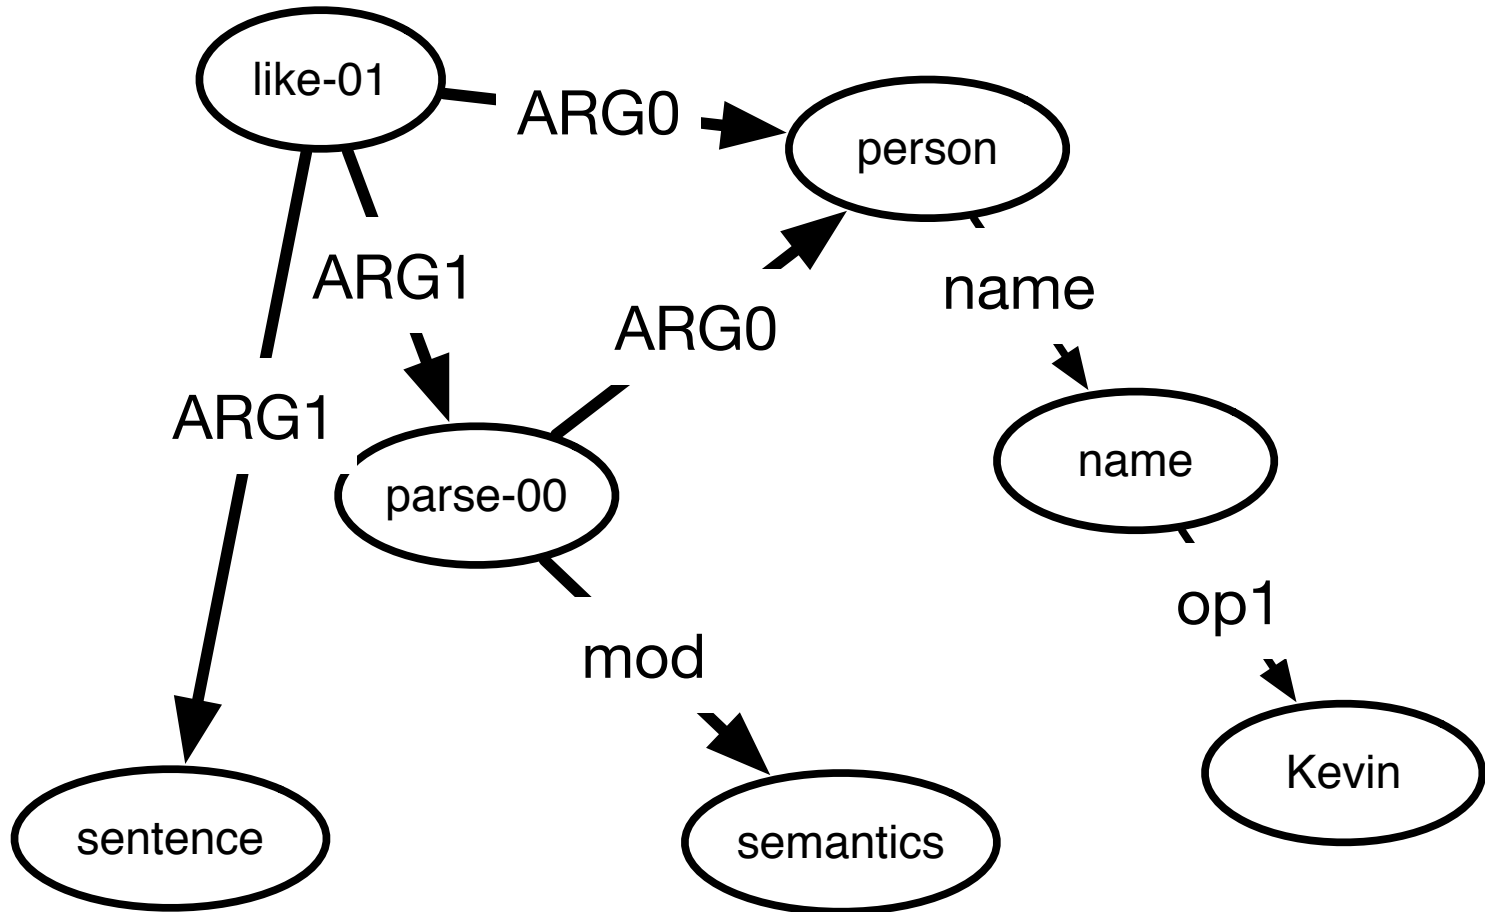 like-01
ARG0
person
ARG1
name
ARG0
ARG1
name
parse-00
op1
mod
Kevin
sentence
semantics